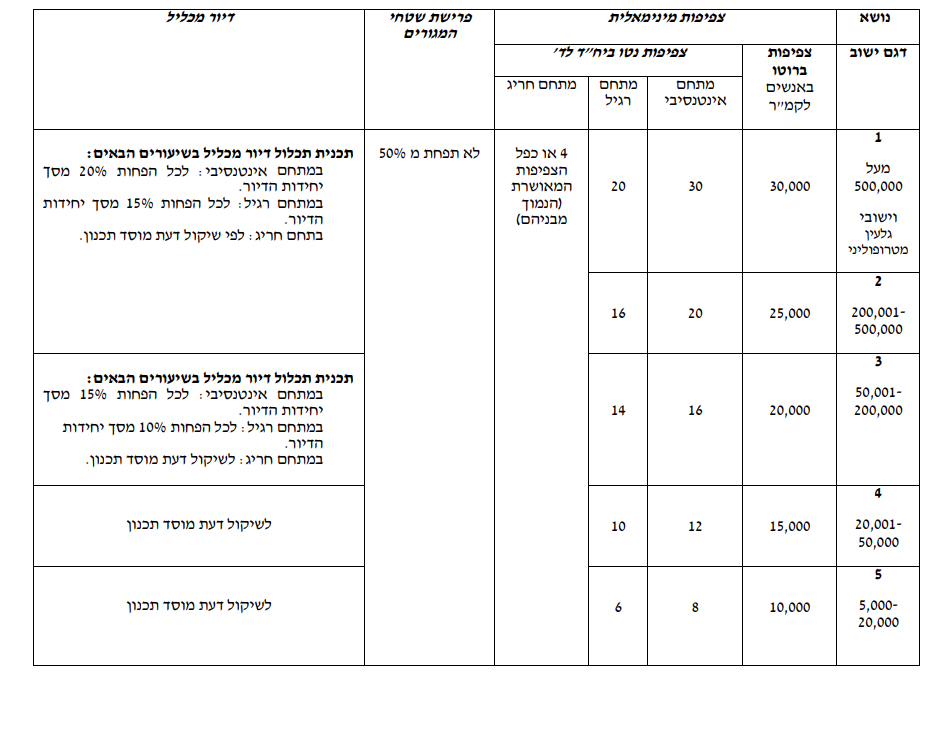 נושא
צפיפות מינימאלית
פרישת שטחי
המגורים
דיור מכליל
דגם ישוב
צפיפות
ברוטו
באנשים
לקמ״ר
צפיפות נטו ביח״ד לד׳
מתחם
אינטנסיבי
מתחם
רגיל
מתחם חריג
1
מעל
500,000
וישובי
גלעין
מטרופוליני
30,000
30
20
4 או כפל
הצפיפות
המאושרת
(הנמוך
מבניהם)
לא תפחת מ 50%
תכנית תכלול דיור מכליל בשיעורים הבאים:
במתחם אינטנסיבי: לכל הפחות 20% מסך
יחידות הדיור.
במתחם רגיל: לכל הפחות 15% מסך יחידות
הדיור.
בתחם חריג: לפי שיקול דעת מוסד תכנון.
2
200,001-
500,000
25,000
20
16
3
50,001-
200,000
20,000
16
14
תכנית תכלול דיור מכליל בשיעורים הבאים:
במתחם אינטנסיבי: לכל הפחות 15% מסך
יחידות הדיור.
במתחם רגיל: לכל הפחות 10% מסך יחידות
הדיור.
במתחם חריג: לשיקול דעת מוסד תכנון.
4
20,001-
50,000
15,000
12
10
לשיקול דעת מוסד תכנון
5
5,000-
20,000
10,000
8
6
לשיקול דעת מוסד תכנון